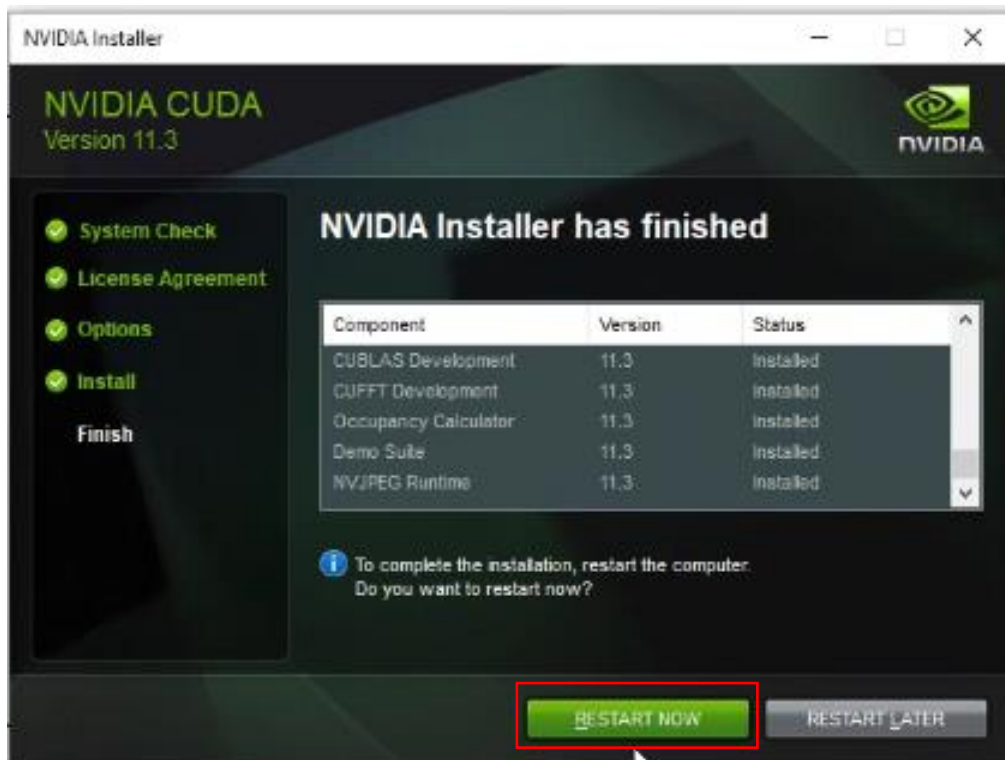 NVIDIA Installer
NVIDIA CUDA
Version 11.3
NVIDIA
System Check
License Agreement
Options
Install
Finish
NVIDIA Installer has finished
Component Version Status
CUBLAS Development 11.3 Installed
CUFFT Development 11.3 Installed
Occupancy Calculator 11.3 Installed
Demo Suite 11.3 Installed
NVJPEG Runtime 11.3 Installed
To complete the installation, restart the computer.
Do you want to restart now?
RESTART NOW RESTART LATER